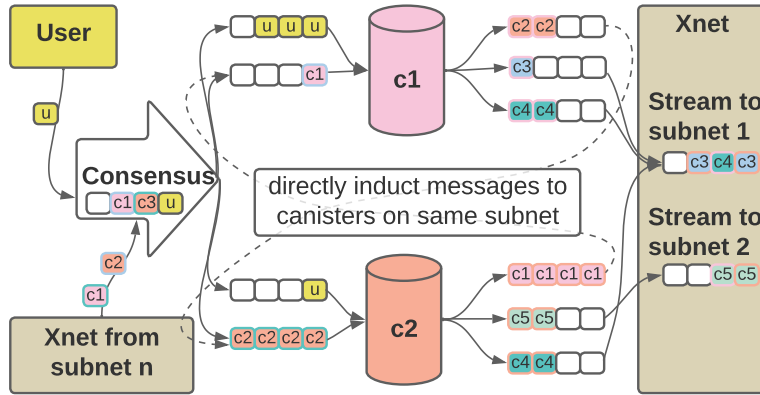 User
u
Consensus
c1 c3 u
c2
c1
Xnet from
subnet n
u u u
c1
c1
c2 c2
c3
c4 c4
directly induct messages to
canisters on same subnet
u
c2 c2 c2 c2
c2
c1 c1 c1 c1
c5 c5
c4 c4
Xnet
Stream to
subnet 1
c3 c4 c3
Stream to
subnet 2
c5 c5